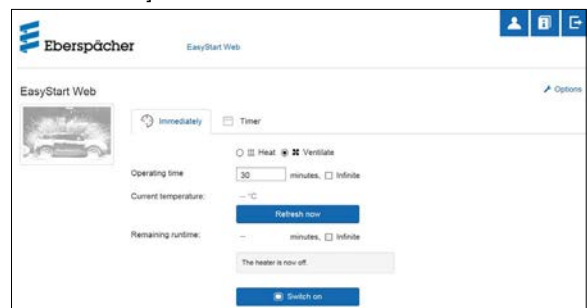 Eberspächer
EasyStart Web
EasyStart Web
Options
Immediately
Timer
Heat Ventilate
Operating time 30 minutes, Infinite
Current temperature: -- °C
Refresh now
Remaining runtime: -- minutes, Infinite
The heater is now off.
Switch on